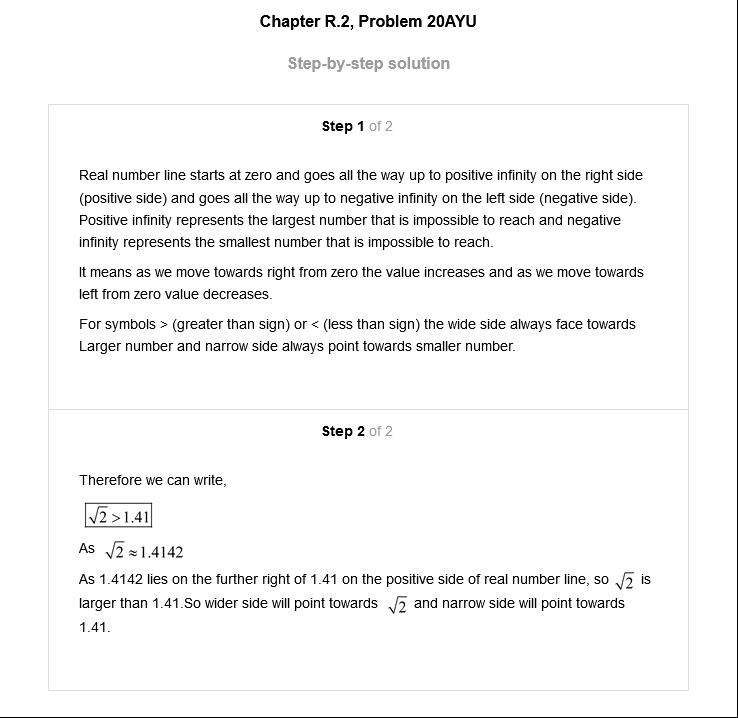 Chapter R.2, Problem 20AYU
Step-by-step solution
Step 1 of 2
Real number line starts at zero and goes all the way up to positive infinity on the right side
(positive side) and goes all the way up to negative infinity on the left side (negative side).
Positive infinity represents the largest number that is impossible to reach and negative
infinity represents the smallest number that is impossible to reach.
It means as we move towards right from zero the value increases and as we move towards
left from zero value decreases.
For symbols > (greater than sign) or < (less than sign) the wide side always face towards
Larger number and narrow side always point towards smaller number.
Step 2 of 2
Therefore we can write,
√2 > 1.41
As √2 ≈ 1.4142
As 1.4142 lies on the further right of 1.41 on the positive side of real number line, so √2 is
larger than 1.41.So wider side will point towards √2 and narrow side will point towards
1.41.